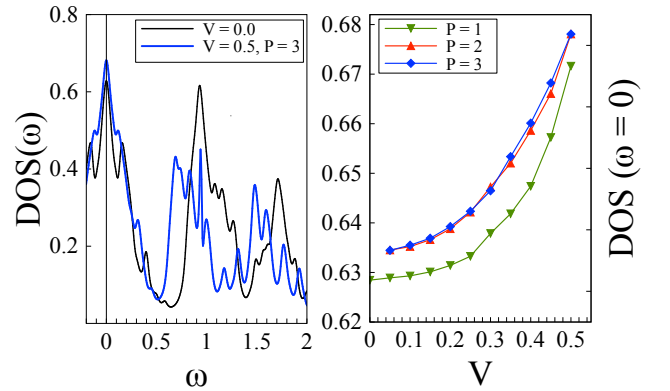 DOS(ω)
0.8
0.6
0.4
0.2
V = 0.0
V = 0.5, P = 3
0 0.5 1 1.5 2
ω
0.68
0.67
0.66
0.65
0.64
0.63
0.62
P = 1
P = 2
P = 3
0 0.1 0.2 0.3 0.4 0.5
V
DOS (ω = 0)